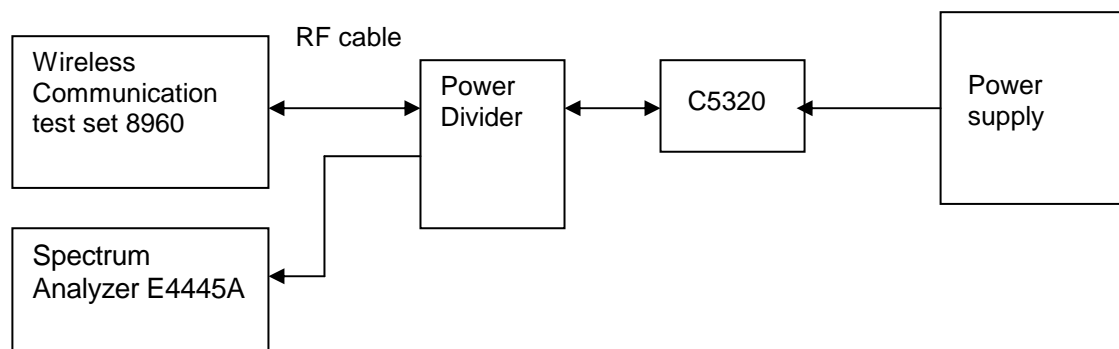 RF cable
Wireless
Communication
test set 8960
Power
Divider
C5320
Power
supply
Spectrum
Analyzer E4445A